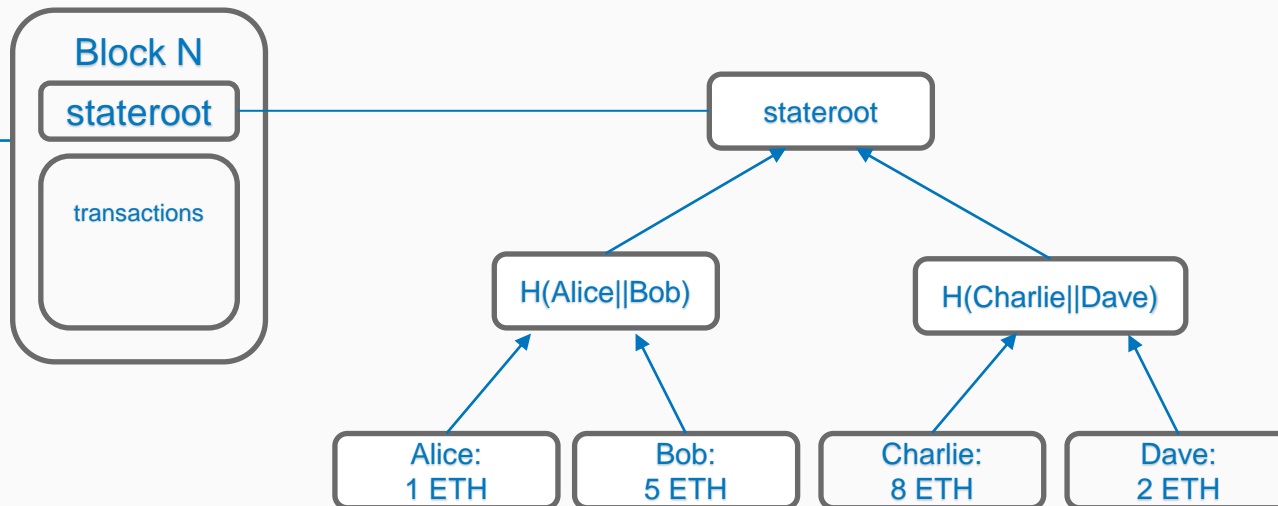 Block N
stateroot
transactions
stateroot
H(Alice||Bob)
H(Charlie||Dave)
Alice:
1 ETH
Bob:
5 ETH
Charlie:
8 ETH
Dave:
2 ETH